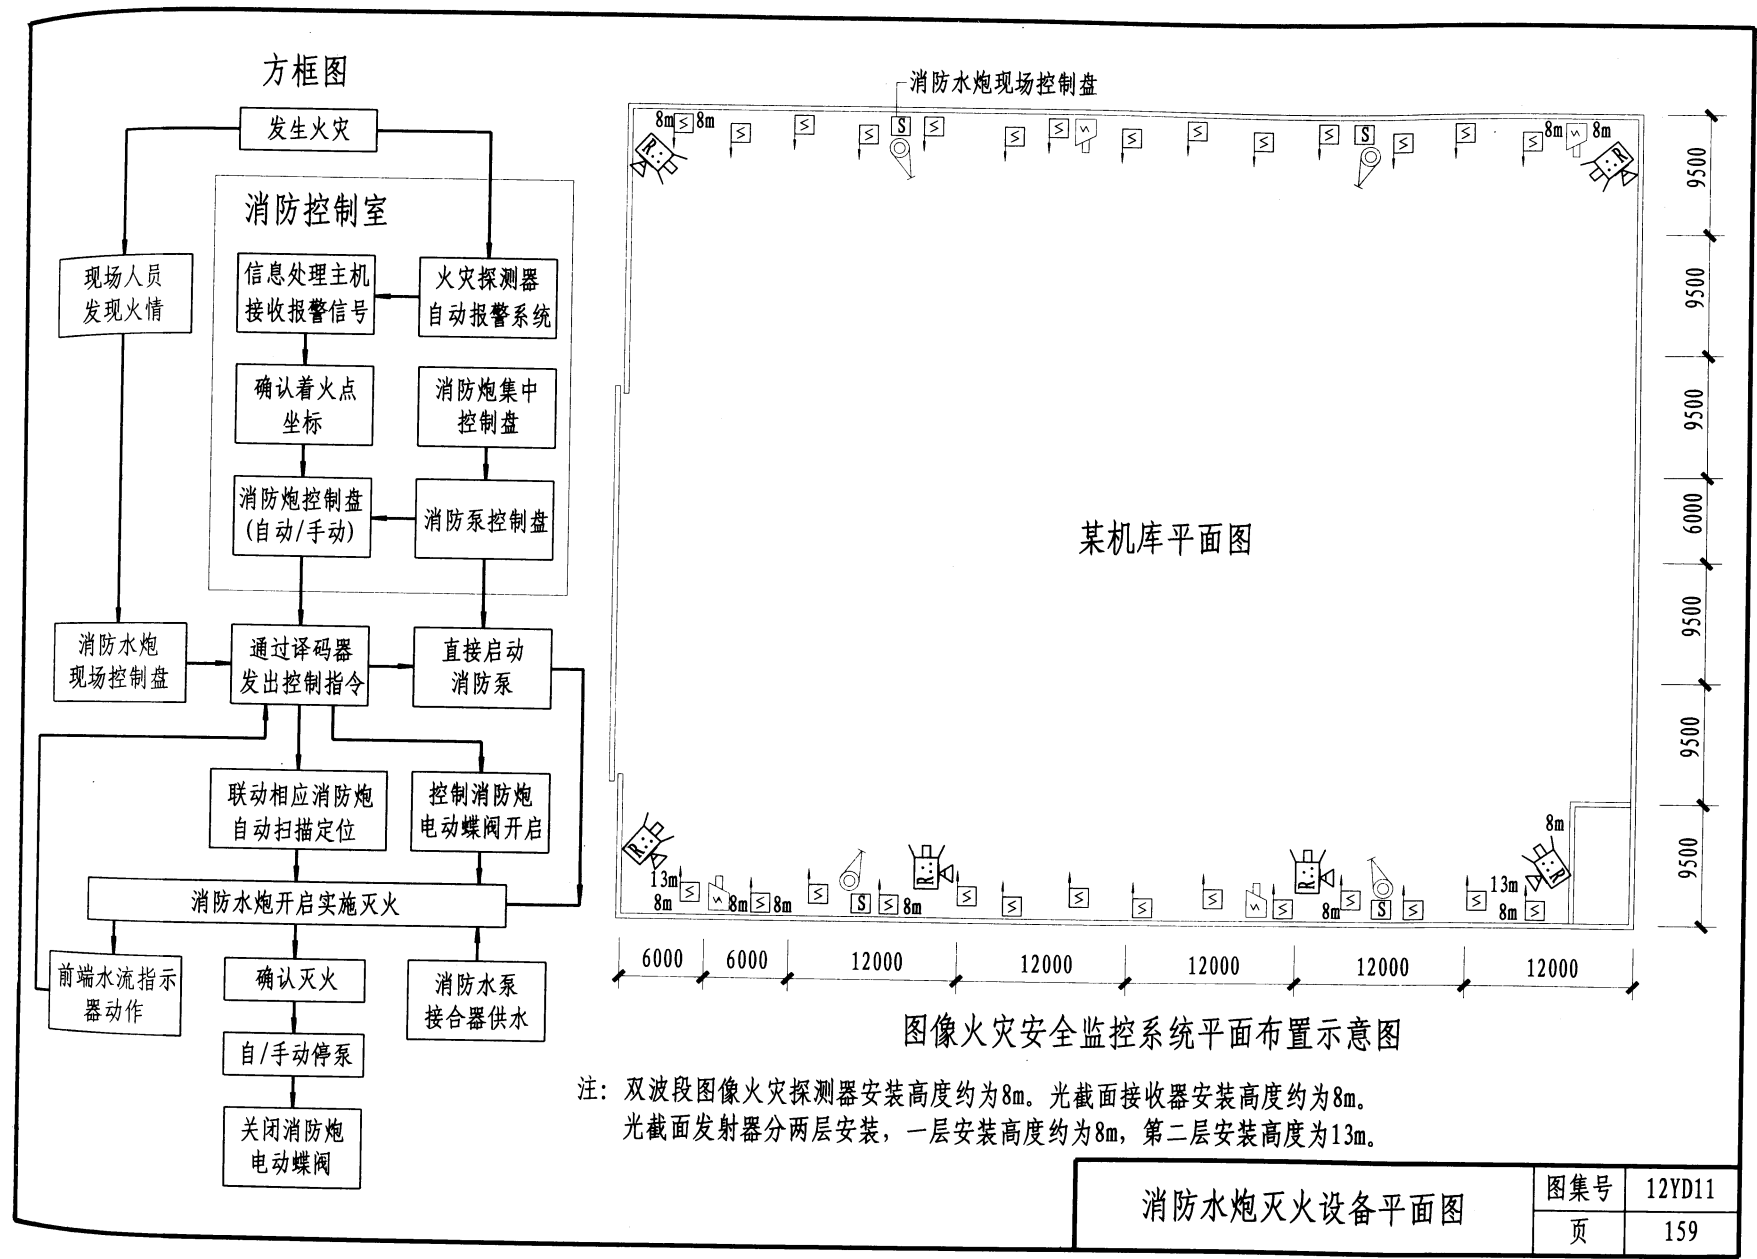 方框图
发生火灾
消防控制室
现场人员
发现火情
信息处理主机
接收报警信号
火灾探测器
自动报警系统
确认着火点
坐标
消防炮集中
控制盘
消防炮控制盘
(自动/手动)
消防泵控制盘
消防水炮
现场控制盘
通过译码器
发出控制指令
直接启动
消防泵
联动相应消防炮
自动扫描定位
控制消防炮
电动蝶阀开启
消防水炮开启实施灭火
前端水流指示
器动作
确认灭火
消防水泵
接合器供水
自/手动停泵
关闭消防炮
电动蝶阀
消防水炮现场控制盘
8m
8m
S
S
8m
8m
R
R
某机库平面图
9500
9500
9500
6000
9500
9500
9500
R
R
R
R
8m
13m
8m
8m
8m
S
8m
8m
S
13m
8m
6000
6000
12000
12000
12000
12000
12000
图像火灾安全监控系统平面布置示意图
注：双波段图像火灾探测器安装高度约为8m。光截面接收器安装高度约为8m。
光截面发射器分两层安装，一层安装高度约为8m，第二层安装高度为13m。
消防水炮灭火设备平面图
图集号
12YD11
页
159